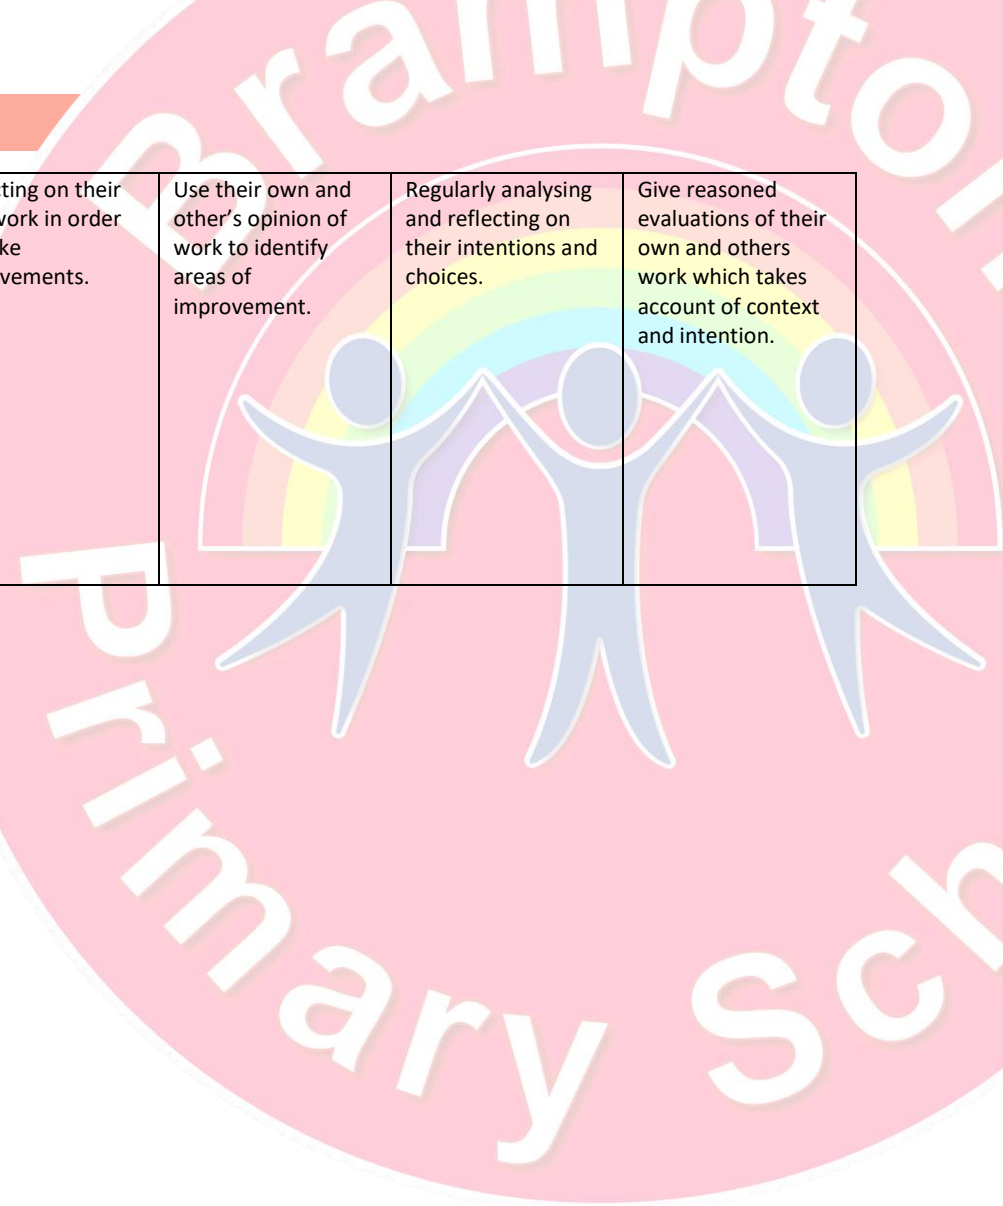 Brampton
cting on their
work in order
ke
vements.
Use their own and
other's opinion of
work to identify
areas of
improvement.
Regularly analysing
and reflecting on
their intentions and
choices.
Give reasoned
evaluations of their
own and others
work which takes
account of context
and intention.
Primary Sch